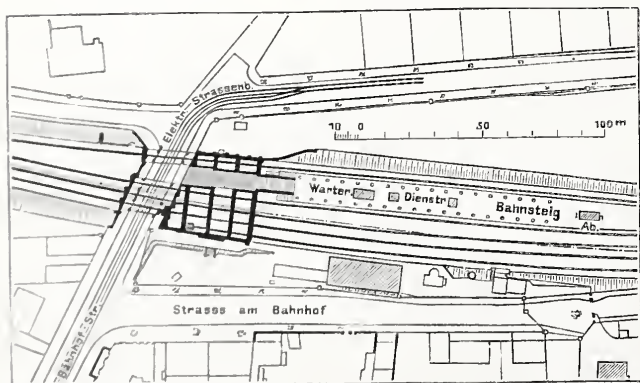 Elektr. Strassenb.
10 0 50 100 m
Warter.
Dienstr.
Bahnsteig
Ab.
Strasse am Bahnhof
Bahnhof-Str.